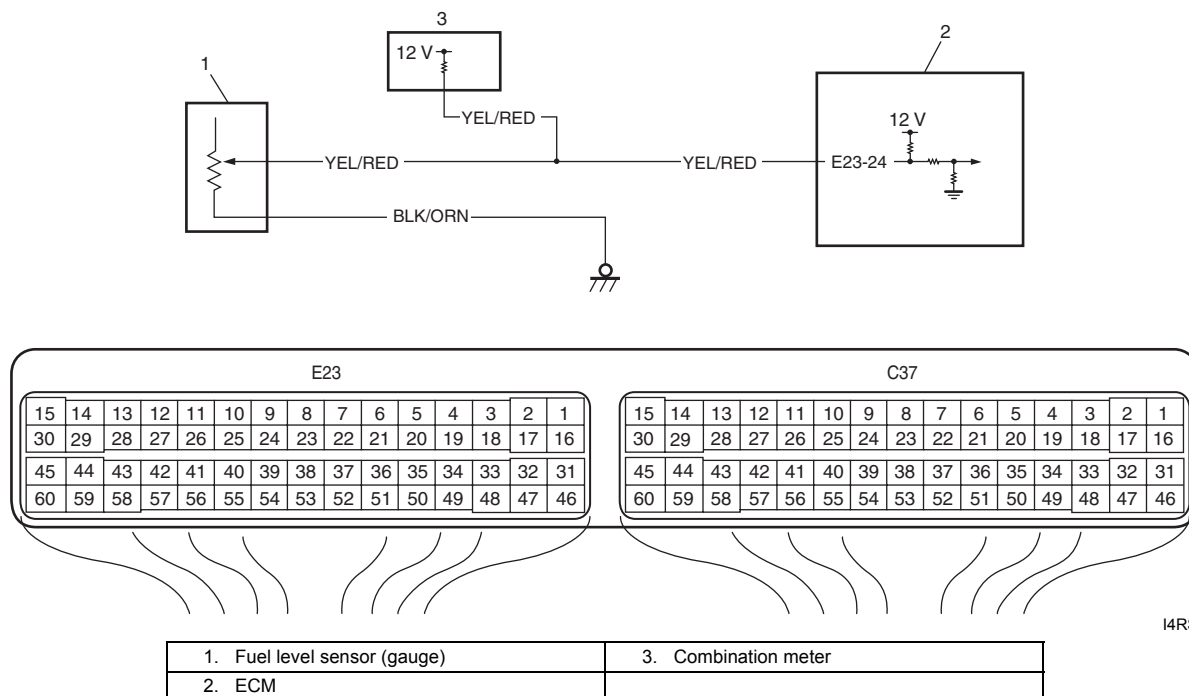 3
2
12 V
1
YEL/RED
12 V
YEL/RED
YEL/RED
E23-24
BLK/ORN
E23
C37
15 14 13 12 11 10 9 8 7 6 5 4 3 2 1
15 14 13 12 11 10 9 8 7 6 5 4 3 2 1
30 29 28 27 26 25 24 23 22 21 20 19 18 17 16
30 29 28 27 26 25 24 23 22 21 20 19 18 17 16
45 44 43 42 41 40 39 38 37 36 35 34 33 32 31
45 44 43 42 41 40 39 38 37 36 35 34 33 32 31
60 59 58 57 56 55 54 53 52 51 50 49 48 47 46
60 59 58 57 56 55 54 53 52 51 50 49 48 47 46
1. Fuel level sensor (gauge)
3. Combination meter
2. ECM